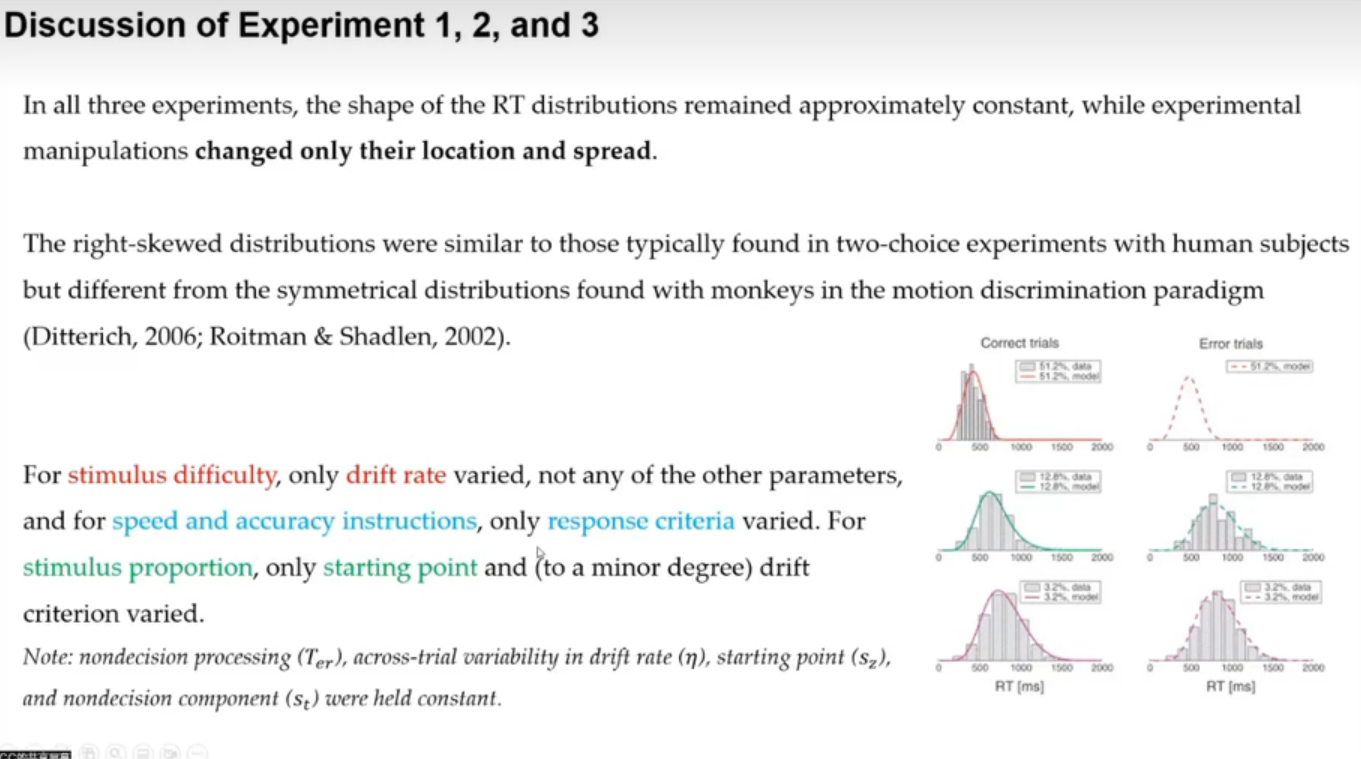 Discussion of Experiment 1, 2, and 3
In all three experiments, the shape of the RT distributions remained approximately constant, while experimental
manipulations changed only their location and spread.
The right-skewed distributions were similar to those typically found in two-choice experiments with human subjects
but different from the symmetrical distributions found with monkeys in the motion discrimination paradigm
(Ditterich, 2006; Roitman & Shadlen, 2002).
For stimulus difficulty, only drift rate varied, not any of the other parameters,
and for speed and accuracy instructions, only response criteria varied. For
stimulus proportion, only starting point and (to a minor degree) drift
criterion varied.
Note: nondecision processing (Tₑᵣ), across-trial variability in drift rate (η), starting point (s_z),
and nondecision component (sₜ) were held constant.
Correct trials
51.2%, data
51.2%, model
0 500 1000 1500 2000
Error trials
51.2%, model
0 500 1000 1500 2000
12.8%, data
12.8%, model
0 500 1000 1500 2000
12.8%, data
12.8%, model
0 500 1000 1500 2000
3.2%, data
3.2%, model
0 500 1000 1500 2000
RT [ms]
3.2%, data
3.2%, model
0 500 1000 1500 2000
RT [ms]